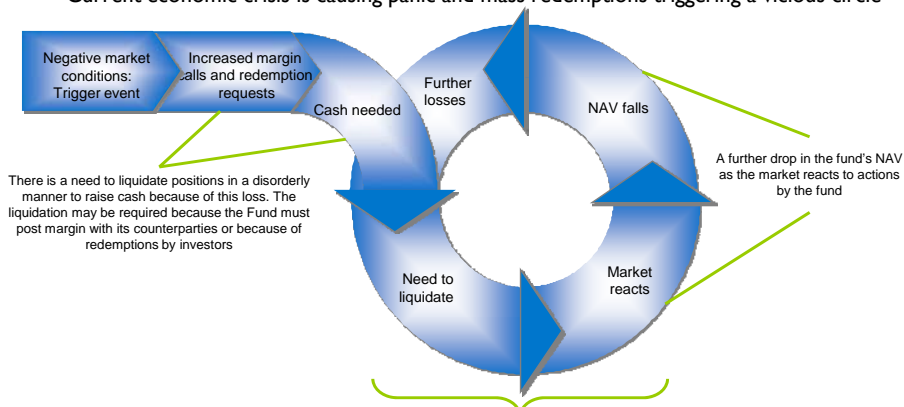 Current economic crisis is causing panic and mass redemptions triggering a vicious circle
Negative market
conditions:
Trigger event
Increased margin
calls and redemption
requests
Cash needed
Further
losses
NAV falls
There is a need to liquidate positions in a disorderly
manner to raise cash because of this loss. The
liquidation may be required because the Fund must
post margin with its counterparties or because of
redemptions by investors
A further drop in the fund's NAV
as the market reacts to actions
by the fund
Need to
liquidate
Market
reacts